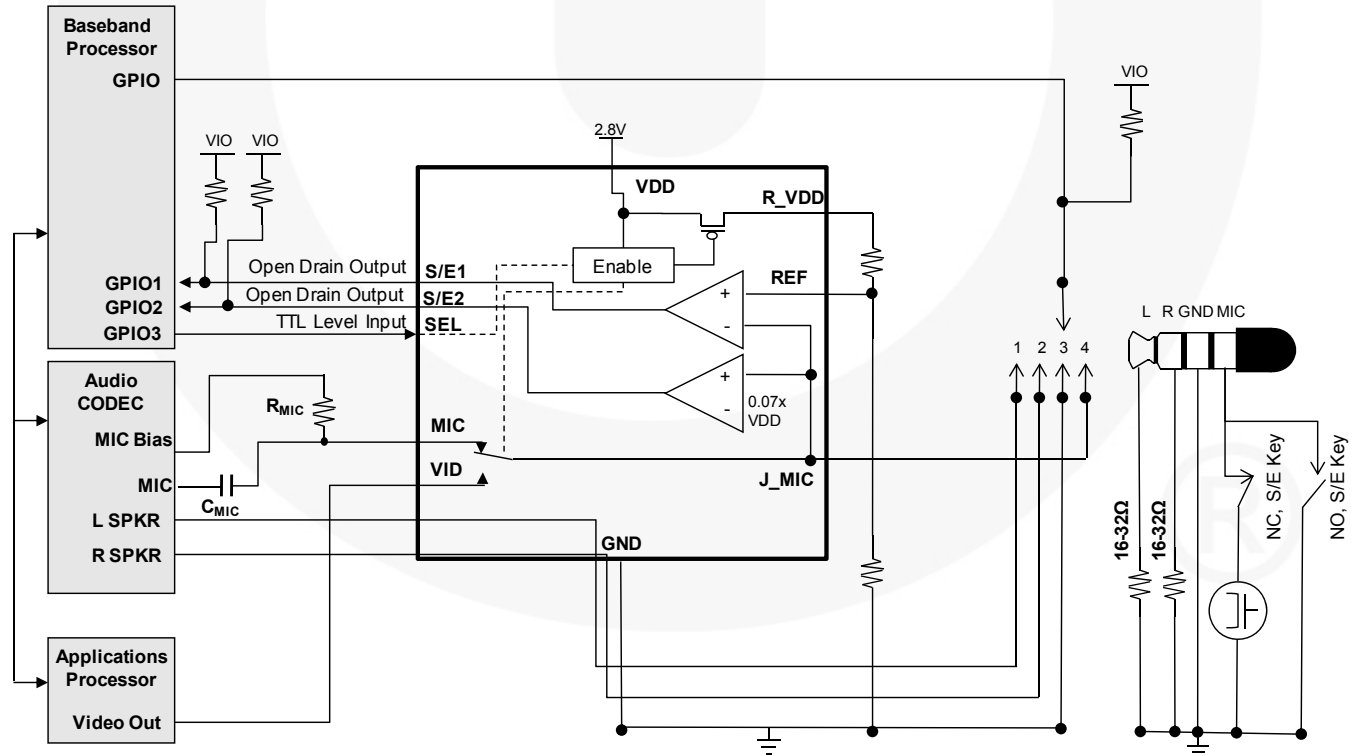 Baseband
Processor
GPIO
VIO
VIO
VIO
2.8V
VDD
R_VDD
Enable
REF
Open Drain Output
S/E1
GPIO1
Open Drain Output
S/E2
GPIO2
TTL Level Input
SEL
GPIO3
+
-
+
-
0.07x
VDD
1 2 3 4
L R GND MIC
Audio
CODEC
RMIC
MIC Bias
MIC
VID
MIC
CMIC
J_MIC
L SPKR
R SPKR
GND
16-32Ω
16-32Ω
NC, S/E Key
NO, S/E Key
R
Applications
Processor
Video Out